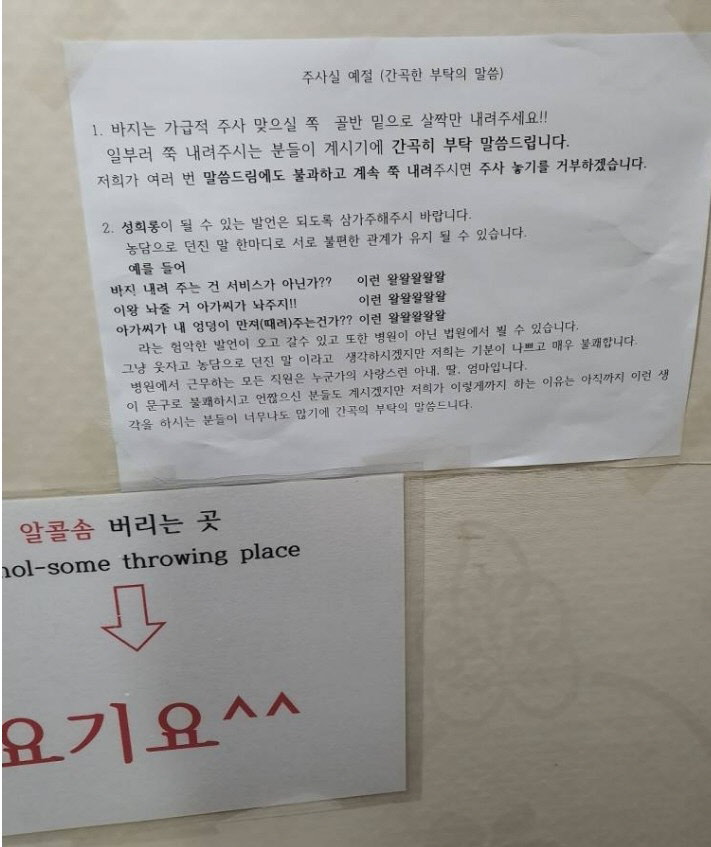 주사실 예절 (간곡한 부탁의 말씀)
1. 바지는 가급적 주사 맞으실 쪽 골반 밑으로 살짝만 내려주세요!!
일부러 쭉 내려주시는 분들이 계시기에 간곡히 부탁 말씀드립니다.
저희가 여러 번 말씀드림에도 불과하고 계속 쭉 내려주시면 주사 놓기를 거부하겠습니다.
2. 성희롱이 될 수 있는 발언은 되도록 삼가주해주시 바랍니다.
농담으로 던진 말 한마디로 서로 불편한 관계가 유지 될 수 있습니다.
예를 들어
바지 내려 주는 건 서비스가 아닌가?? 이런 왈왈왈왈왈
이왕 놔줄 거 아가씨가 놔주지!! 이런 왈왈왈왈왈
아가씨가 내 엉덩이 만져(때려)주는건가?? 이런 왈왈왈왈왈
라는 험악한 발언이 오고 갈수 있고 또한 병원이 아닌 법원에서 뵐 수 있습니다.
그냥 웃자고 농담으로 던진 말 이라고 생각하시겠지만 저희는 기분이 나쁘고 매우 불쾌합니다.
병원에서 근무하는 모든 직원은 누군가의 사랑스런 아내, 딸, 엄마입니다.
이 문구로 불쾌하시고 언짢으신 분들도 계시겠지만 저희가 이렇게까지 하는 이유는 아직까지 이런 생
각을 하시는 분들이 너무나도 많기에 간곡의 부탁의 말씀드니다.
알콜솜 버리는 곳
hol-some throwing place
요기요^^